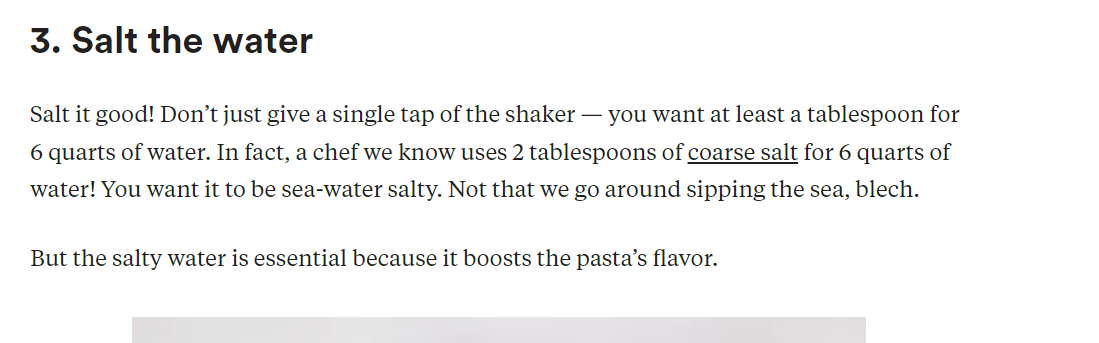 3. Salt the water
Salt it good! Don’t just give a single tap of the shaker — you want at least a tablespoon for
6 quarts of water. In fact, a chef we know uses 2 tablespoons of coarse salt for 6 quarts of
water! You want it to be sea-water salty. Not that we go around sipping the sea, blech.
But the salty water is essential because it boosts the pasta’s flavor.